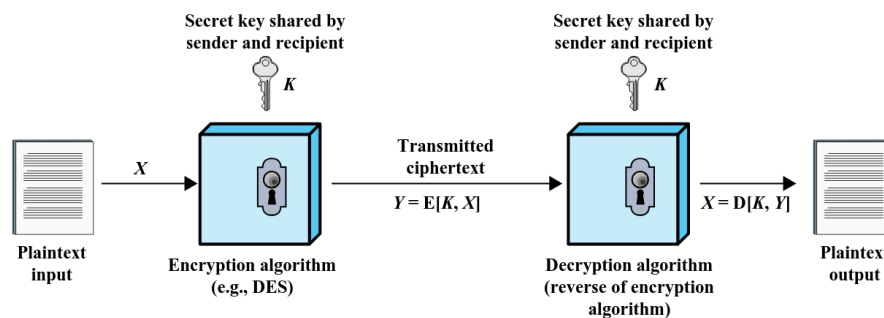 Secret key shared by
sender and recipient
K
Secret key shared by
sender and recipient
K
Plaintext
input
X
Encryption algorithm
(e.g., DES)
Transmitted
ciphertext
Y = E[K, X]
Decryption algorithm
(reverse of encryption
algorithm)
X = D[K, Y]
Plaintext
output